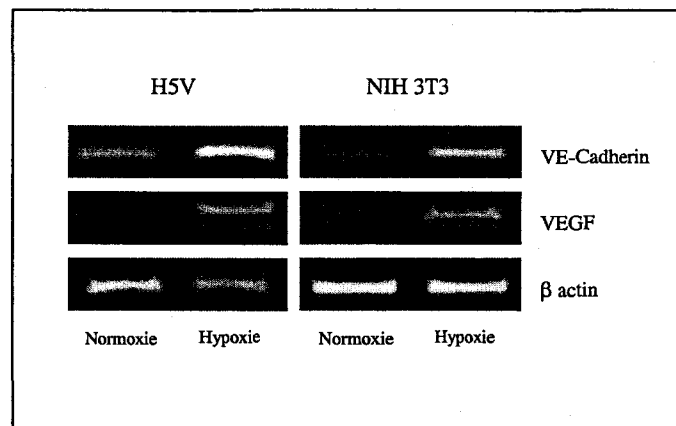 H5V NIH 3T3
VE-Cadherin
VEGF
β actin
Normoxie Hypoxie Normoxie Hypoxie